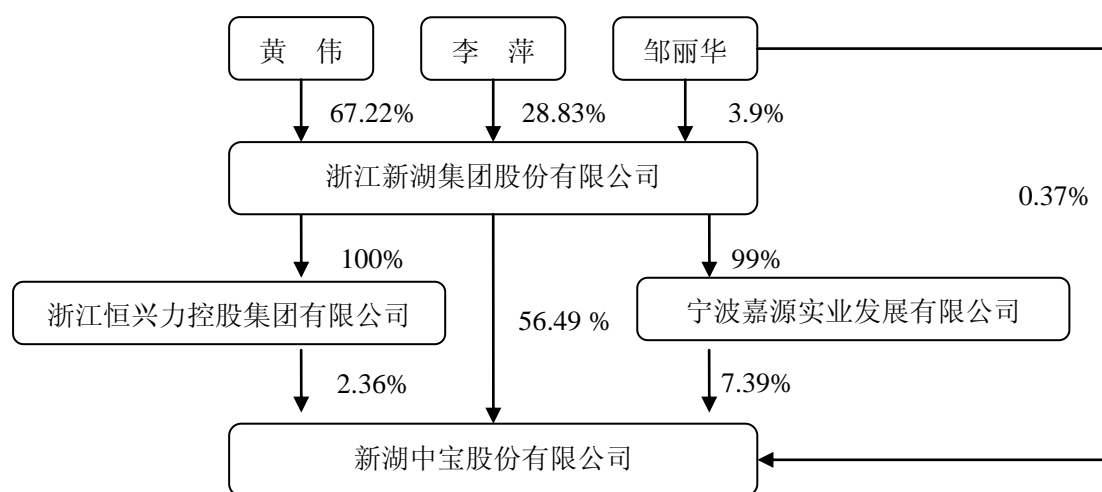 黄 伟
李 萍
邹丽华
67.22%
28.83%
3.9%
浙江新湖集团股份有限公司
0.37%
100%
99%
浙江恒兴力控股集团有限公司
56.49 %
宁波嘉源实业发展有限公司
2.36%
7.39%
新湖中宝股份有限公司